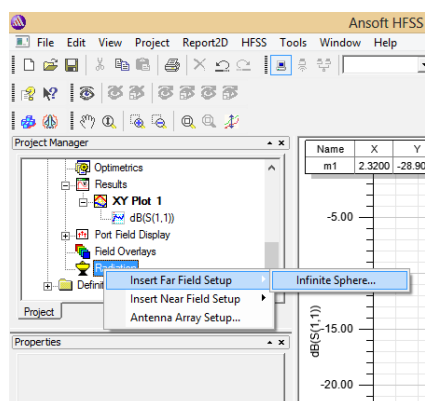 Ansoft HFSS
File Edit View Project Report2D HFSS Tools Window Help
Project Manager
Optimetrics
Results
XY Plot 1
dB(S(1,1))
Port Field Display
Field Overlays
Insert Far Field Setup
Infinite Sphere...
Insert Near Field Setup
Antenna Array Setup...
Project
Properties
Name X Y
m1 2.3200 -28.90
-5.00
dB(S(1,1))
-15.00
-20.00